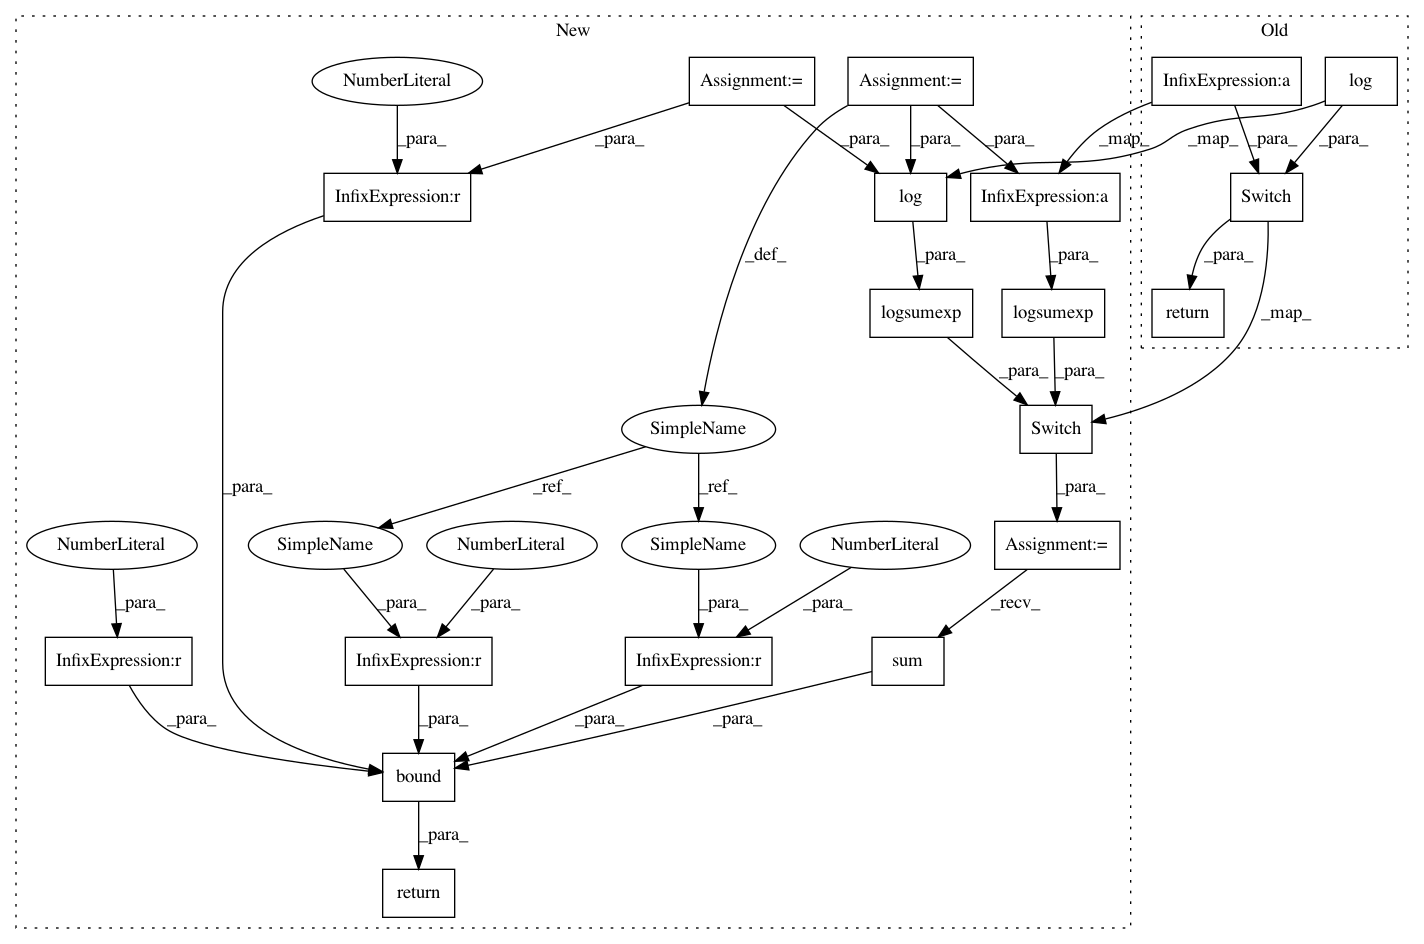 New
Old
NumberLiteral
Assignment:=
Assignment:=
InfixExpression:a
log
_para_
_para_
_para_
_para_
_para_
_map_
_para_
_map_
_para_
InfixExpression:r
log
InfixExpression:a
Switch
_def_
_para_
_para_
_para_
logsumexp
logsumexp
return
_map_
_para_
_para_
SimpleName
Switch
_para_
_ref_
_ref_
_para_
NumberLiteral
SimpleName
NumberLiteral
SimpleName
NumberLiteral
Assignment:=
_para_
_para_
_para_
_para_
_para_
_recv_
InfixExpression:r
InfixExpression:r
InfixExpression:r
sum
_para_
_para_
_para_
_para_
bound
_para_
return